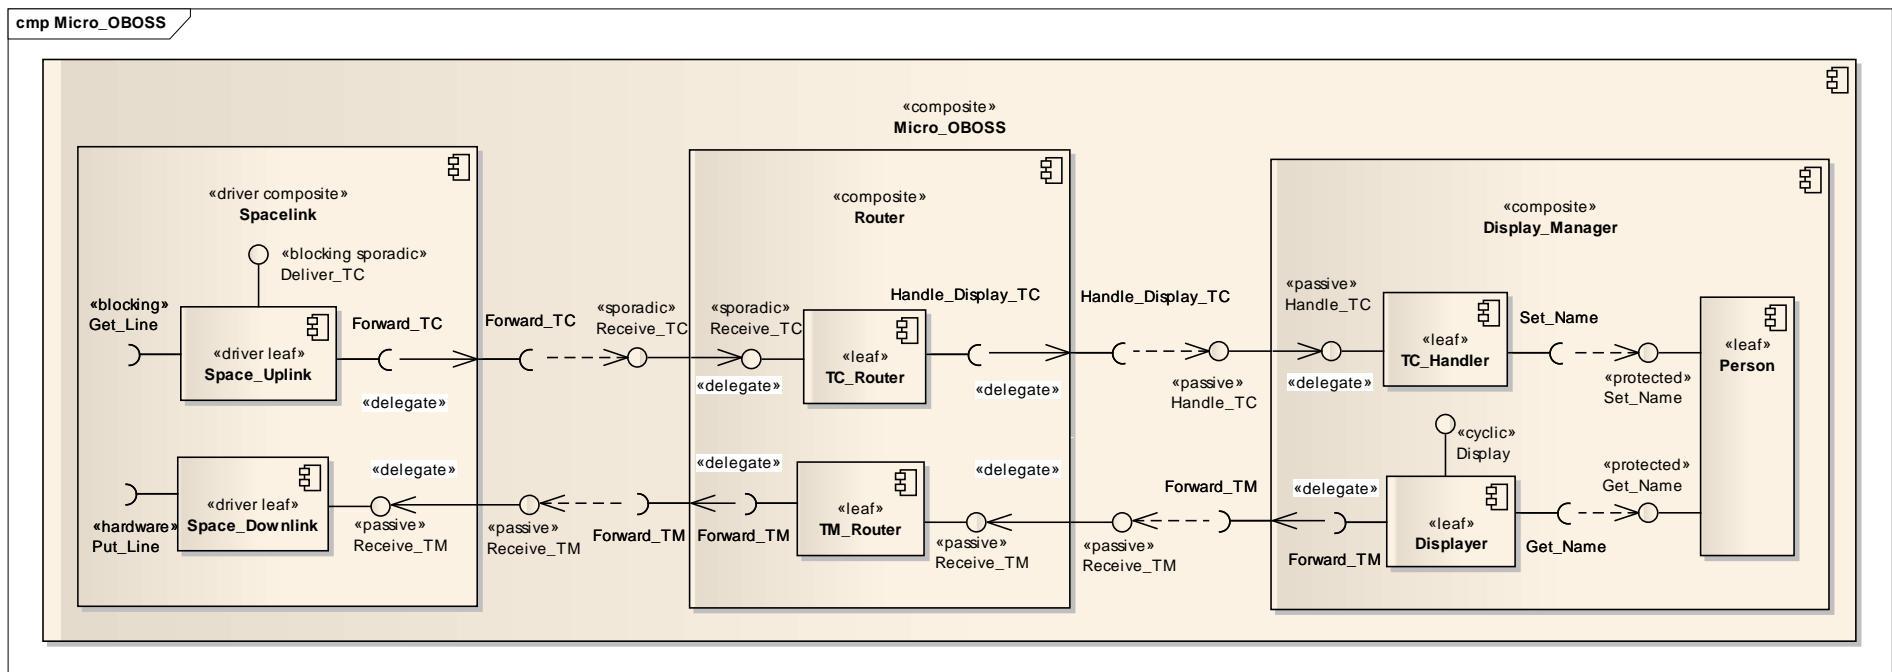 cmp Micro_OBOSS
«composite»
Micro_OBOSS
«driver composite»
Spacelink
«blocking sporadic»
Deliver_TC
«blocking»
Get_Line
«driver leaf»
Space_Uplink
Forward_TC
«delegate»
Forward_TC
«hardware»
Put_Line
«driver leaf»
Space_Downlink
«delegate»
«passive»
Receive_TM
«passive»
Receive_TM
«composite»
Router
«sporadic»
Receive_TC
«sporadic»
Receive_TC
«delegate»
«leaf»
TC_Router
Handle_Display_TC
«delegate»
Handle_Display_TC
Forward_TM
«delegate»
Forward_TM
«leaf»
TM_Router
«delegate»
«passive»
Receive_TM
«passive»
Receive_TM
«composite»
Display_Manager
«passive»
Handle_TC
«passive»
Handle_TC
«delegate»
«leaf»
TC_Handler
Set_Name
«protected»
Set_Name
«leaf»
Person
«cyclic»
Display
Forward_TM
«delegate»
Forward_TM
«leaf»
Displayer
Get_Name
«protected»
Get_Name